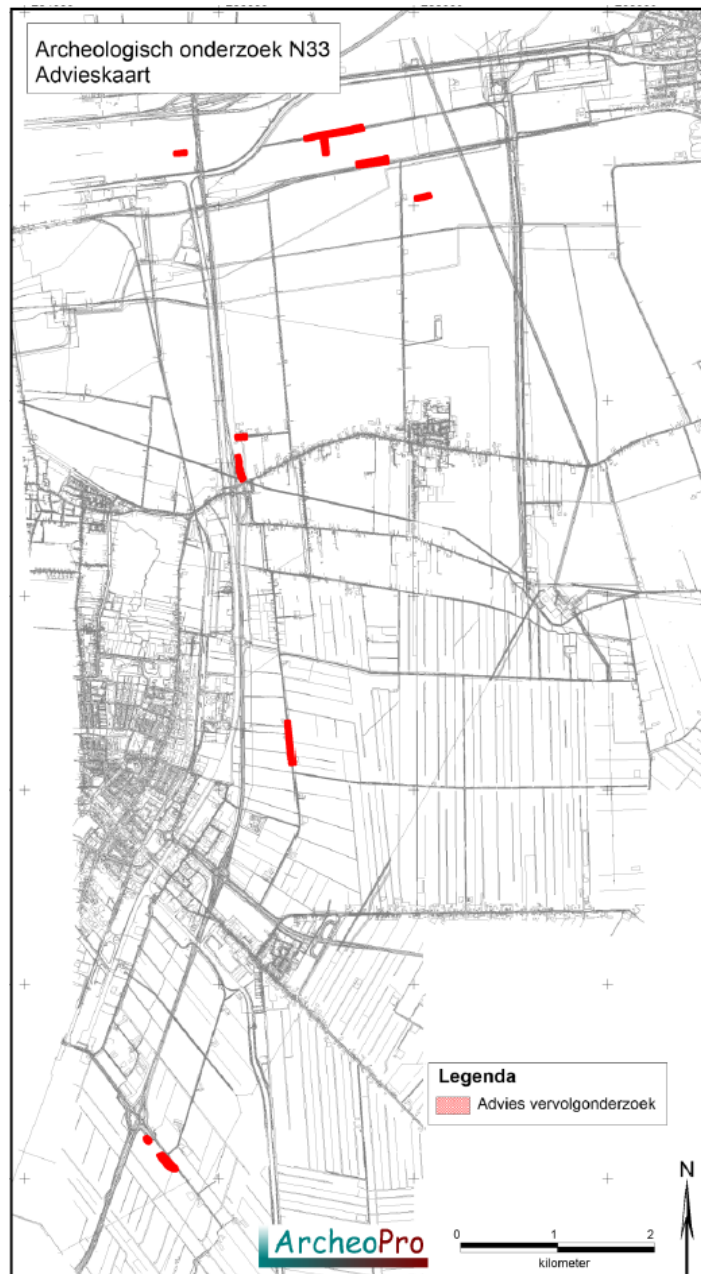 Archeologisch onderzoek N33
Advieskaart
Legenda
Advies vervolgonderzoek
N
ArcheoPro
0 1 2
kilometer